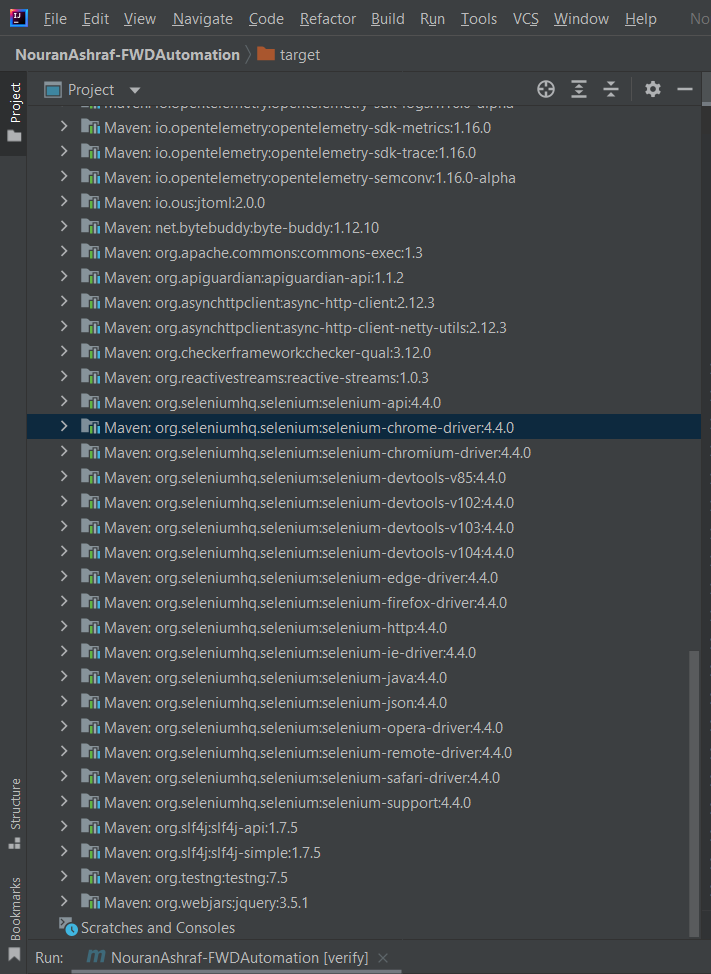 File Edit View Navigate Code Refactor Build Run Tools VCS Window Help No
NouranAshraf-FWDAutomation target
Project
Project
Maven: io.opentelemetry:opentelemetry-sdk-metrics:1.16.0
Maven: io.opentelemetry:opentelemetry-sdk-trace:1.16.0
Maven: io.opentelemetry:opentelemetry-semconv:1.16.0-alpha
Maven: io.ous:jtoml:2.0.0
Maven: net.bytebuddy:byte-buddy:1.12.10
Maven: org.apache.commons:commons-exec:1.3
Maven: org.apiguardian:apiguardian-api:1.1.2
Maven: org.asynchttpclient:async-http-client:2.12.3
Maven: org.asynchttpclient:async-http-client-netty-utils:2.12.3
Maven: org.checkerframework:checker-qual:3.12.0
Maven: org.reactivestreams:reactive-streams:1.0.3
Maven: org.seleniumhq.selenium:selenium-api:4.4.0
Maven: org.seleniumhq.selenium:selenium-chrome-driver:4.4.0
Maven: org.seleniumhq.selenium:selenium-chromium-driver:4.4.0
Maven: org.seleniumhq.selenium:selenium-devtools-v85:4.4.0
Maven: org.seleniumhq.selenium:selenium-devtools-v102:4.4.0
Maven: org.seleniumhq.selenium:selenium-devtools-v103:4.4.0
Maven: org.seleniumhq.selenium:selenium-devtools-v104:4.4.0
Maven: org.seleniumhq.selenium:selenium-edge-driver:4.4.0
Maven: org.seleniumhq.selenium:selenium-firefox-driver:4.4.0
Maven: org.seleniumhq.selenium:selenium-http:4.4.0
Maven: org.seleniumhq.selenium:selenium-ie-driver:4.4.0
Maven: org.seleniumhq.selenium:selenium-java:4.4.0
Maven: org.seleniumhq.selenium:selenium-json:4.4.0
Maven: org.seleniumhq.selenium:selenium-opera-driver:4.4.0
Maven: org.seleniumhq.selenium:selenium-remote-driver:4.4.0
Maven: org.seleniumhq.selenium:selenium-safari-driver:4.4.0
Maven: org.seleniumhq.selenium:selenium-support:4.4.0
Maven: org.slf4j:slf4j-api:1.7.5
Maven: org.slf4j:slf4j-simple:1.7.5
Maven: org.testng:testng:7.5
Maven: org.webjars:jquery:3.5.1
Scratches and Consoles
Structure
Bookmarks
Run: NouranAshraf-FWDAutomation [verify]